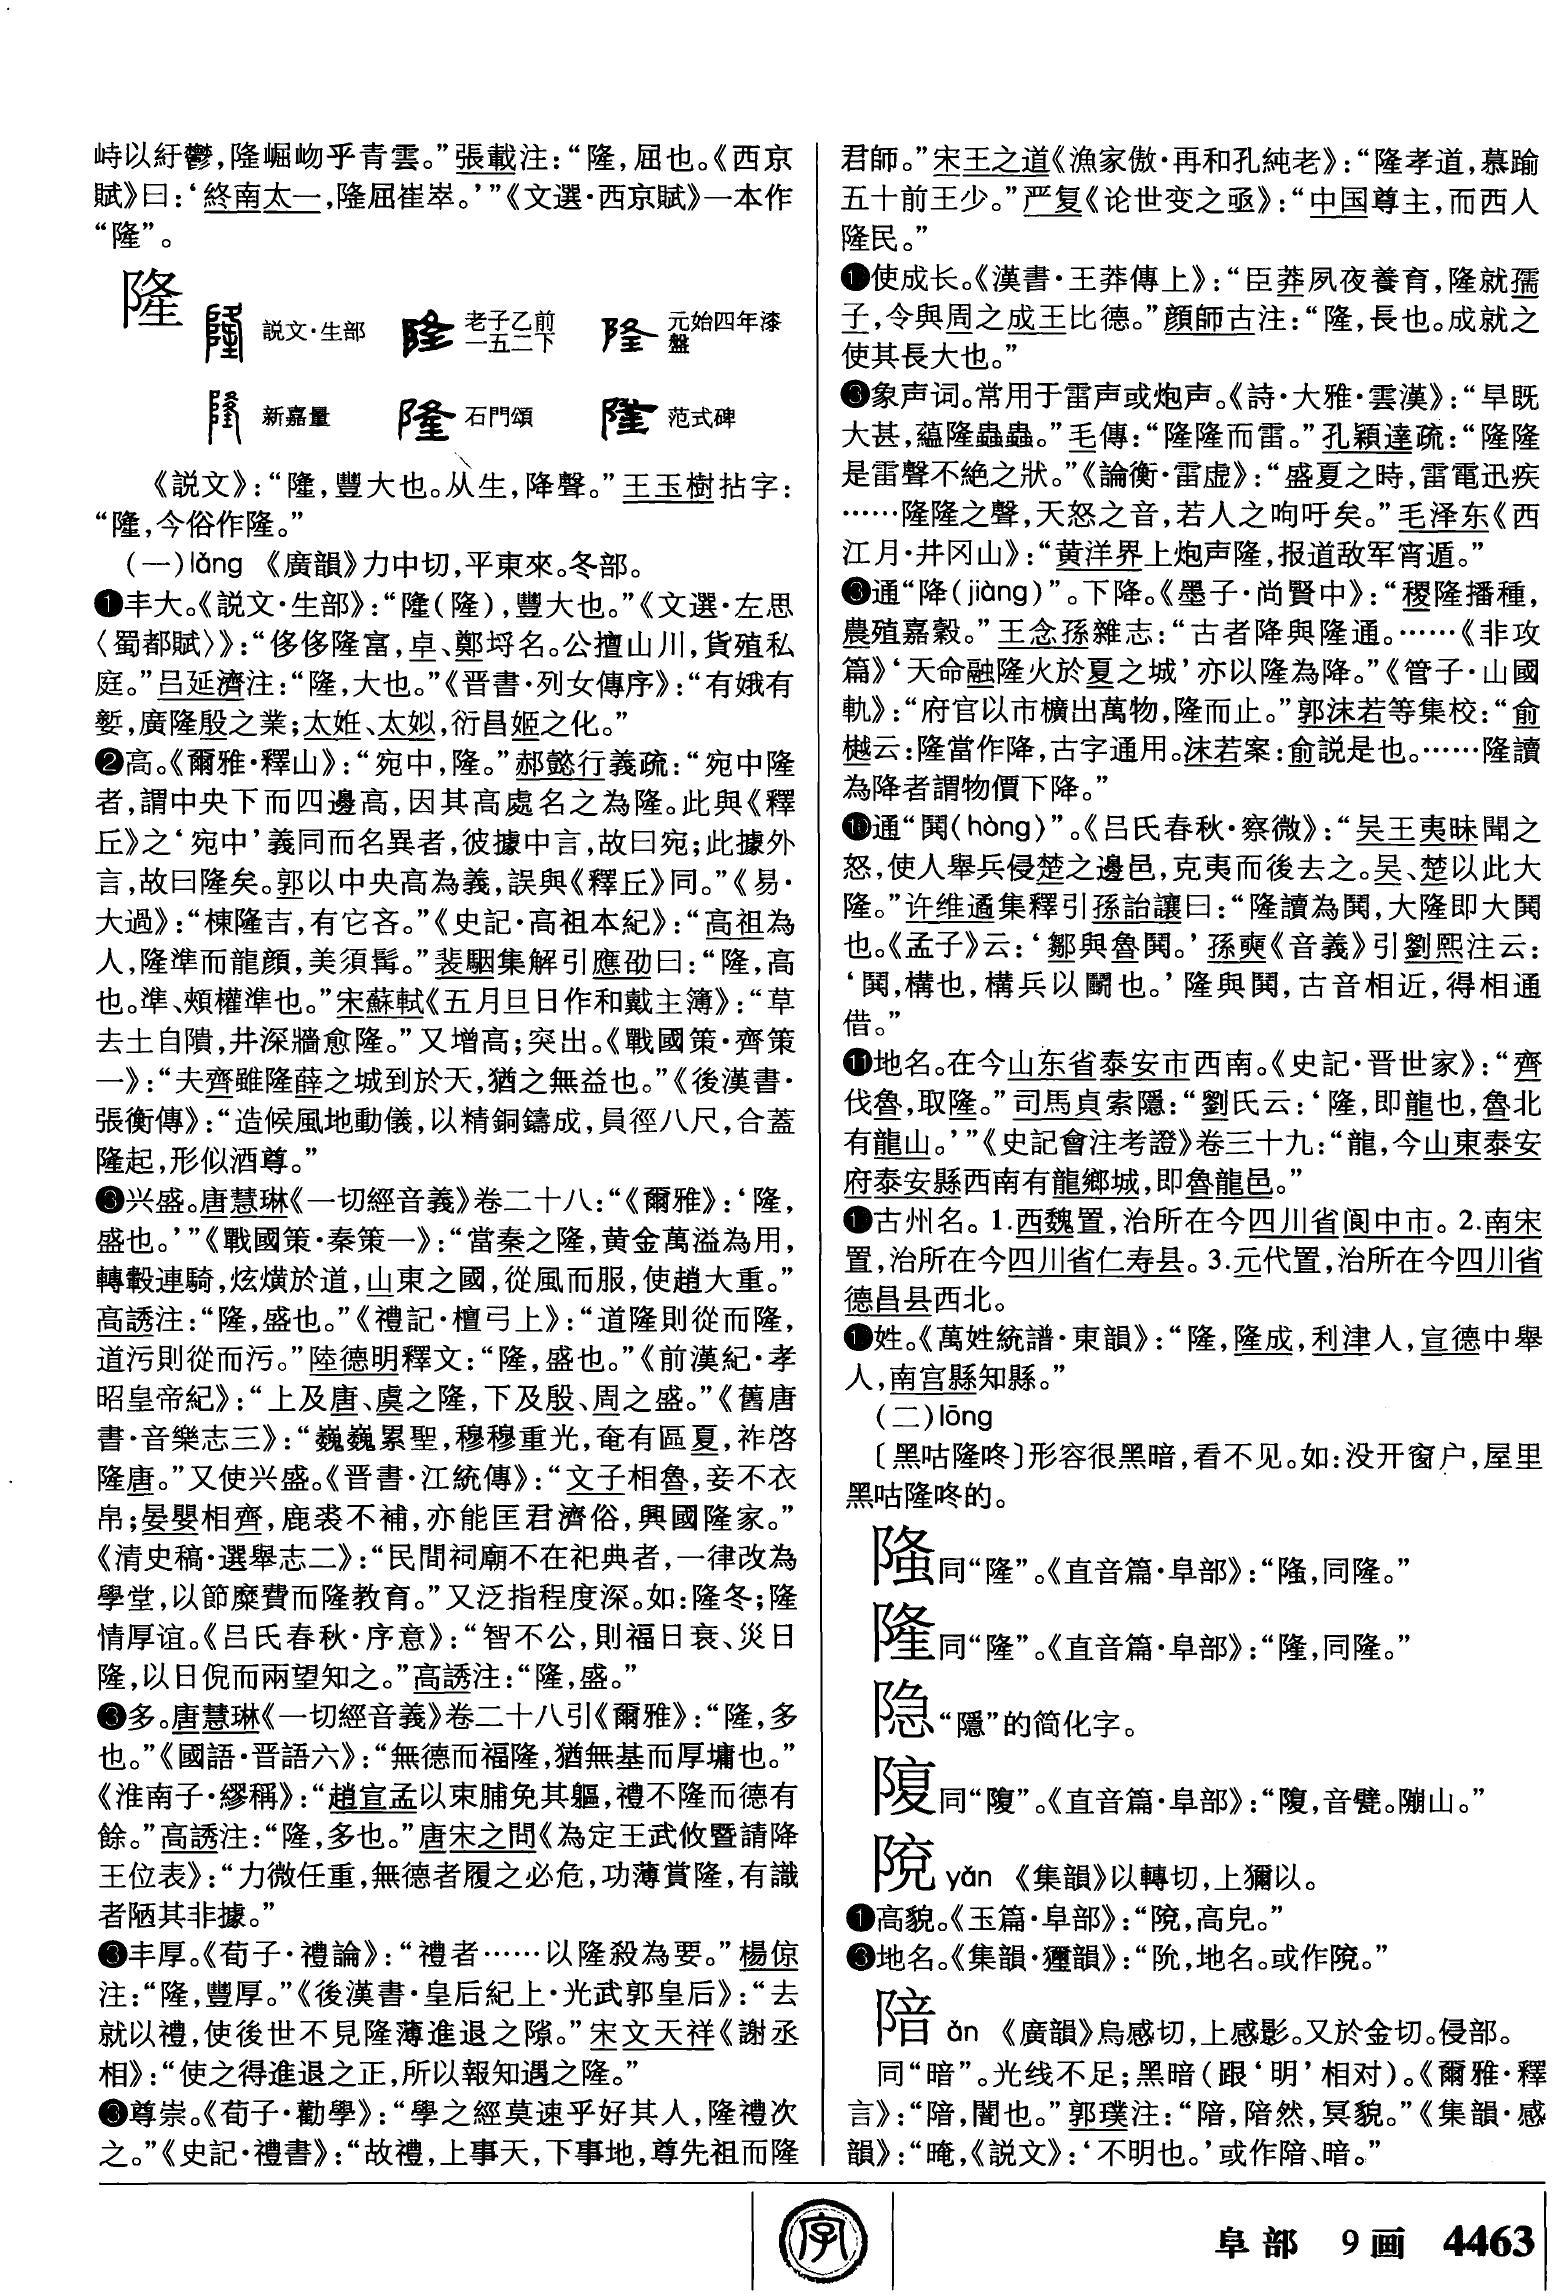 峙以紆鬱，隆崛岉乎青雲。”張載注：“隆，屈也。《西京
賦》曰：‘終南太一，隆屈崔崒。’”《文選·西京賦》一本作
“隆”。
隆
説文·生部 老子乙前一五二下 元始四年漆盤
新嘉量 石門頌 范式碑
《説文》：“隆，豐大也。从生，降聲。”王玉樹拈字：
“隆，今俗作隆。”
（一）lǒng 《廣韻》力中切，平東來。冬部。
❶丰大。《説文·生部》：“隆（隆），豐大也。”《文選·左思
〈蜀都賦〉》：“侈侈隆富，卓、鄭埒名。公擅山川，貨殖私
庭。”吕延濟注：“隆，大也。”《晋書·列女傳序》：“有娥有
㜪，廣隆殷之業；太妊、太姒，衍昌姬之化。”
❷高。《爾雅·釋山》：“宛中，隆。”郝懿行義疏：“宛中隆
者，謂中央下而四邊高，因其高處名之為隆。此與《釋
丘》之‘宛中’義同而名異者，彼據中言，故曰宛；此據外
言，故曰隆矣。郭以中央高為義，誤與《釋丘》同。”《易·
大過》：“棟隆吉，有它吝。”《史記·高祖本紀》：“高祖為
人，隆準而龍顔，美須髯。”裴駰集解引應劭曰：“隆，高
也。準、頰權準也。”宋蘇軾《五月旦日作和戴主簿》：“草
去土自隤，井深牆愈隆。”又增高；突出。《戰國策·齊策
一》：“夫齊雖隆薛之城到於天，猶之無益也。”《後漢書·
張衡傳》：“造候風地動儀，以精銅鑄成，員徑八尺，合蓋
隆起，形似酒尊。”
❸兴盛。唐慧琳《一切經音義》卷二十八：“《爾雅》：‘隆，
盛也。’”《戰國策·秦策一》：“當秦之隆，黄金萬溢為用，
轉轂連騎，炫熿於道，山東之國，從風而服，使趙大重。”
高誘注：“隆，盛也。”《禮記·檀弓上》：“道隆則從而隆，
道污則從而污。”陸德明釋文：“隆，盛也。”《前漢紀·孝
昭皇帝紀》：“上及唐、虞之隆，下及殷、周之盛。”《舊唐
書·音樂志三》：“巍巍累聖，穆穆重光，奄有區夏，祚啓
隆唐。”又使兴盛。《晋書·江統傳》：“文子相魯，妾不衣
帛；晏嬰相齊，鹿裘不補，亦能匡君濟俗，興國隆家。”
《清史稿·選舉志二》：“民間祠廟不在祀典者，一律改為
學堂，以節糜費而隆教育。”又泛指程度深。如：隆冬；隆
情厚谊。《吕氏春秋·序意》：“智不公，則福日衰、災日
隆，以日倪而兩望知之。”高誘注：“隆，盛。”
❸多。唐慧琳《一切經音義》卷二十八引《爾雅》：“隆，多
也。”《國語·晋語六》：“無德而福隆，猶無基而厚墉也。”
《淮南子·繆稱》：“趙宣孟以束脯免其軀，禮不隆而德有
餘。”高誘注：“隆，多也。”唐宋之問《為定王武攸暨請降
王位表》：“力微任重，無德者履之必危，功薄賞隆，有識
者陋其非據。”
❸丰厚。《荀子·禮論》：“禮者……以隆殺為要。”楊倞
注：“隆，豐厚。”《後漢書·皇后紀上·光武郭皇后》：“去
就以禮，使後世不見隆薄進退之隙。”宋文天祥《謝丞
相》：“使之得進退之正，所以報知遇之隆。”
❸尊崇。《荀子·勸學》：“學之經莫速乎好其人，隆禮次
之。”《史記·禮書》：“故禮，上事天，下事地，尊先祖而隆
君師。”宋王之道《漁家傲·再和孔純老》：“隆孝道，慕踰
五十前王少。”严复《论世变之亟》：“中国尊主，而西人
隆民。”
❶使成长。《漢書·王莽傳上》：“臣莽夙夜養育，隆就孺
子，令與周之成王比德。”顔師古注：“隆，長也。成就之
使其長大也。”
❸象声词。常用于雷声或炮声。《詩·大雅·雲漢》：“旱既
大甚，蘊隆蟲蟲。”毛傳：“隆隆而雷。”孔穎達疏：“隆隆
是雷聲不絶之狀。”《論衡·雷虚》：“盛夏之時，雷電迅疾
……隆隆之聲，天怒之音，若人之呴吁矣。”毛泽东《西
江月·井冈山》：“黄洋界上炮声隆，报道敌军宵遁。”
❸通“降（jiàng）”。下降。《墨子·尚賢中》：“稷隆播種，
農殖嘉穀。”王念孫雜志：“古者降與隆通。……《非攻
篇》‘天命融隆火於夏之城’亦以隆為降。”《管子·山國
軌》：“府官以市櫎出萬物，隆而止。”郭沫若等集校：“俞
樾云：隆當作降，古字通用。沫若案：俞説是也。……隆讀
為降者謂物價下降。”
❿通“鬨（hòng）”。《吕氏春秋·察微》：“吴王夷昧聞之
怒，使人舉兵侵楚之邊邑，克夷而後去之。吴、楚以此大
隆。”许维遹集釋引孫詒讓曰：“隆讀為鬨，大隆即大鬨
也。《孟子》云：‘鄒與魯鬨。’孫奭《音義》引劉熙注云：
‘鬨，構也，構兵以鬭也。’隆與鬨，古音相近，得相通
借。”
⓫地名。在今山东省泰安市西南。《史記·晋世家》：“齊
伐魯，取隆。”司馬貞索隱：“劉氏云：‘隆，即龍也，魯北
有龍山。’”《史記會注考證》卷三十九：“龍，今山東泰安
府泰安縣西南有龍鄉城，即魯龍邑。”
❶古州名。1.西魏置，治所在今四川省阆中市。2.南宋
置，治所在今四川省仁寿县。3.元代置，治所在今四川省
德昌县西北。
❶姓。《萬姓統譜·東韻》：“隆，隆成，利津人，宣德中舉
人，南宫縣知縣。”
（二）lōng
〔黑咕隆咚〕形容很黑暗，看不见。如：没开窗户，屋里
黑咕隆咚的。
同“隆”。《直音篇·阜部》：“，同隆。”
同“隆”。《直音篇·阜部》：“，同隆。”
隐“隱”的简化字。
同“”。《直音篇·阜部》：“，音甓。蹦山。”
yǎn 《集韻》以轉切，上獮以。
❶高貌。《玉篇·阜部》：“，高皃。”
❸地名。《集韻·獮韻》：“阭，地名。或作。”
陪 ǎn 《廣韻》烏感切，上感影。又於金切。侵部。
同“暗”。光线不足；黑暗（跟‘明’相对）。《爾雅·釋
言》：“陪，闇也。”郭璞注：“陪，陪然，冥貌。”《集韻·感
韻》：“晻，《説文》：‘不明也。’或作陪、暗。”
字
阜部 9画 4463